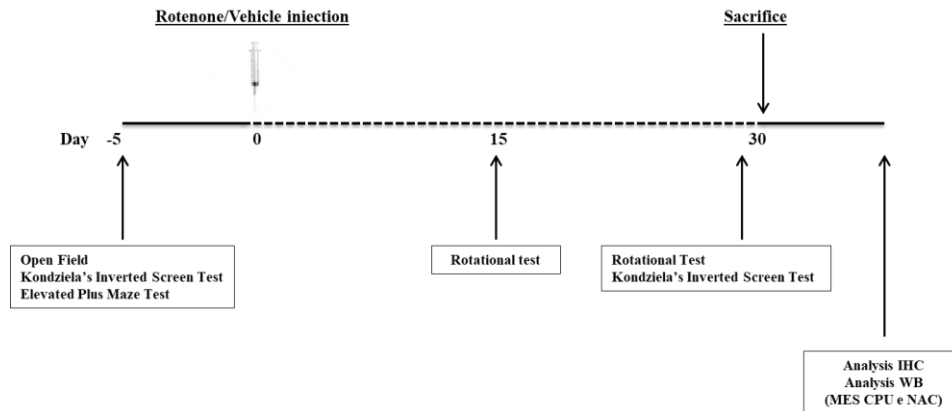 Rotenone/Vehicle injection
Sacrifice
Day -5 0 15 30
Open Field
Kondziela's Inverted Screen Test
Elevated Plus Maze Test
Rotational test
Rotational Test
Kondziela's Inverted Screen Test
Analysis IHC
Analysis WB
(MES CPU e NAC)